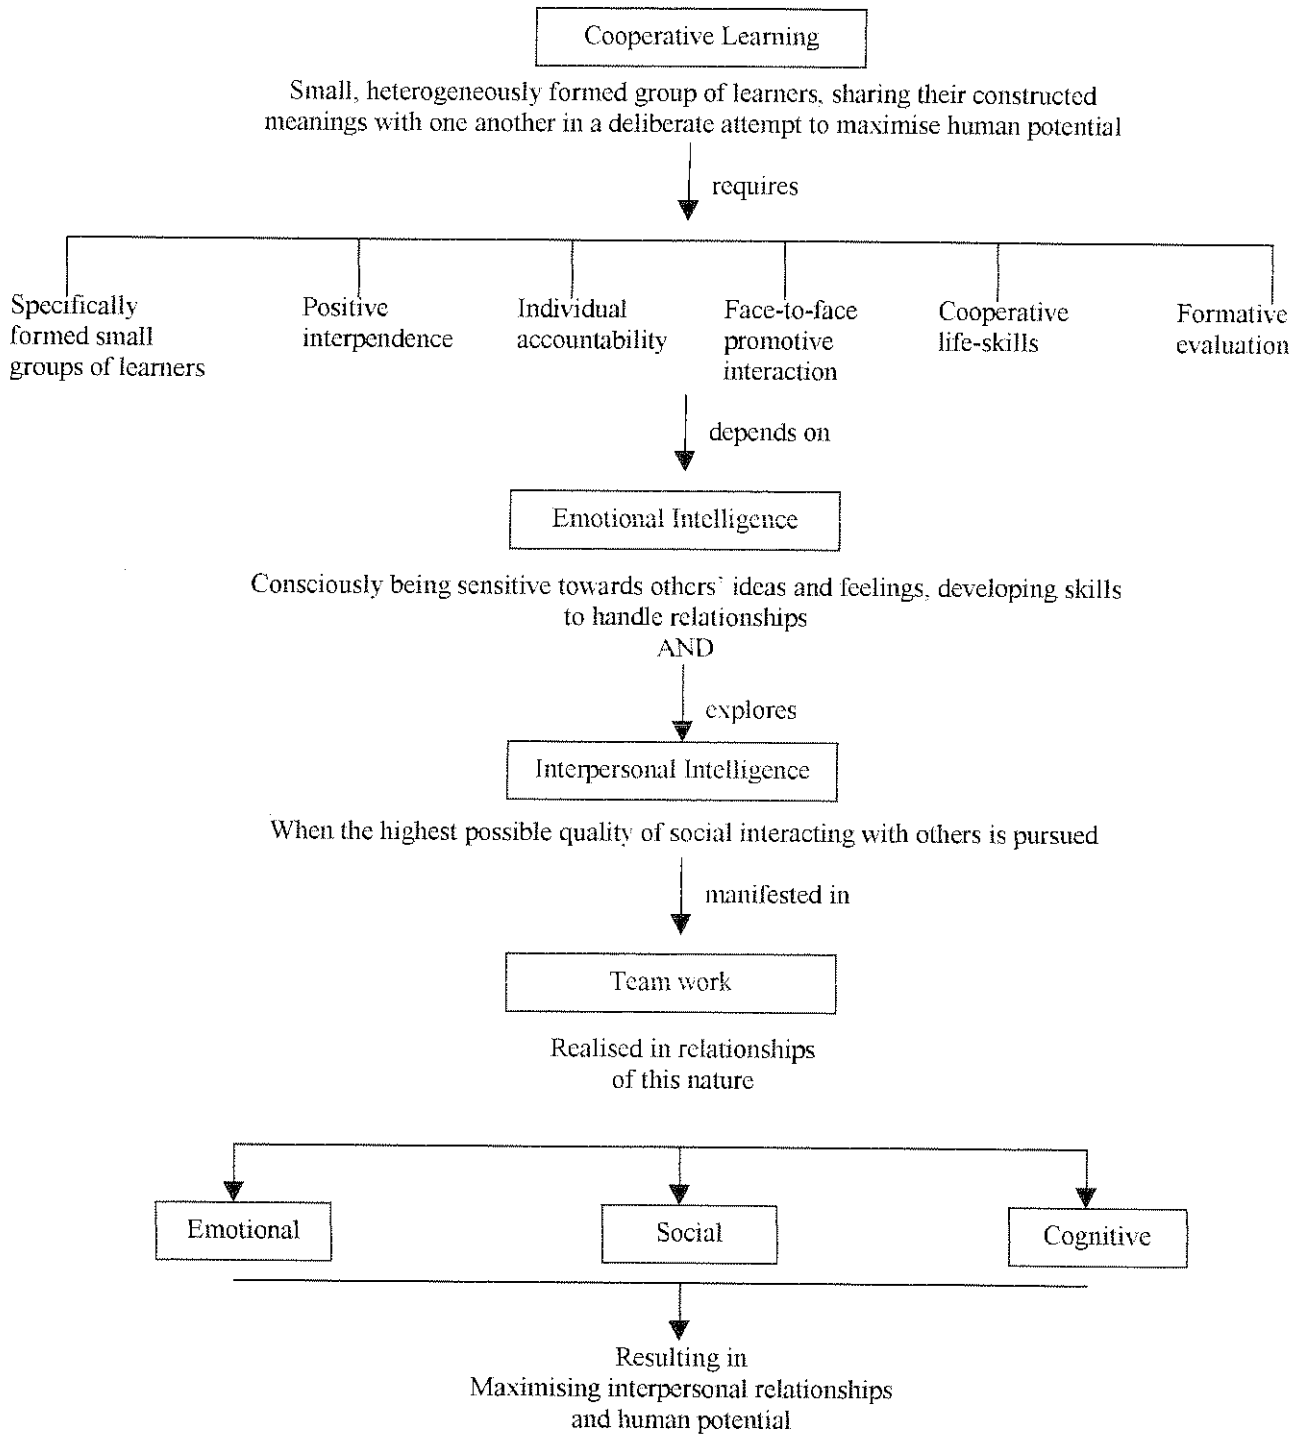 Cooperative Learning
Small, heterogeneously formed group of learners, sharing their constructed
meanings with one another in a deliberate attempt to maximise human potential
requires
Specifically
formed small
groups of learners
Positive
interpendence
Individual
accountability
Face-to-face
promotive
interaction
Cooperative
life-skills
Formative
evaluation
depends on
Emotional Intelligence
Consciously being sensitive towards others' ideas and feelings, developing skills
to handle relationships
AND
explores
Interpersonal Intelligence
When the highest possible quality of social interacting with others is pursued
manifested in
Team work
Realised in relationships
of this nature
Emotional
Social
Cognitive
Resulting in
Maximising interpersonal relationships
and human potential